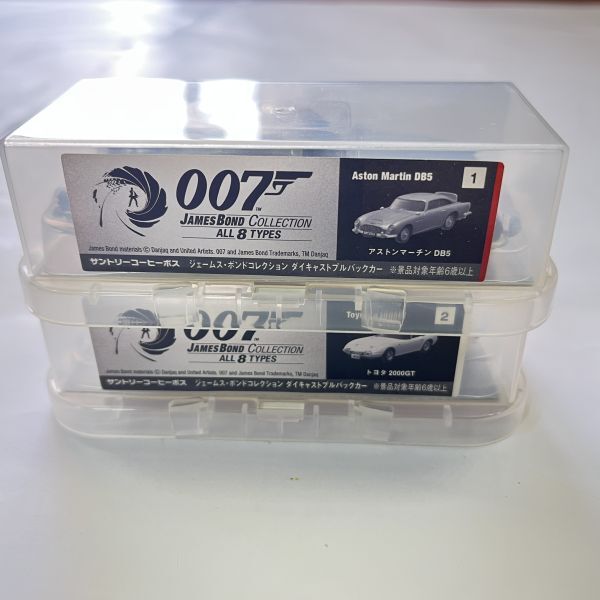 007
TM
JAMES BOND COLLECTION
ALL 8 TYPES
James Bond materials © Danjaq and United Artists. 007 and James Bond Trademarks, TM Danjaq
Aston Martin DB5
1
アストンマーチン DB5
サントリーコーヒーボス ジェームス・ボンドコレクション ダイキャストプルバックカー ※景品対象年齢6歳以上
007
JAMES BOND COLLECTION
ALL 8 TYPES
James Bond materials © Danjaq and United Artists. 007 and James Bond Trademarks, TM Danjaq
2
トヨタ 2000GT
サントリーコーヒーボス ジェームス・ボンドコレクション ダイキャストプルバックカー ※景品対象年齢6歳以上